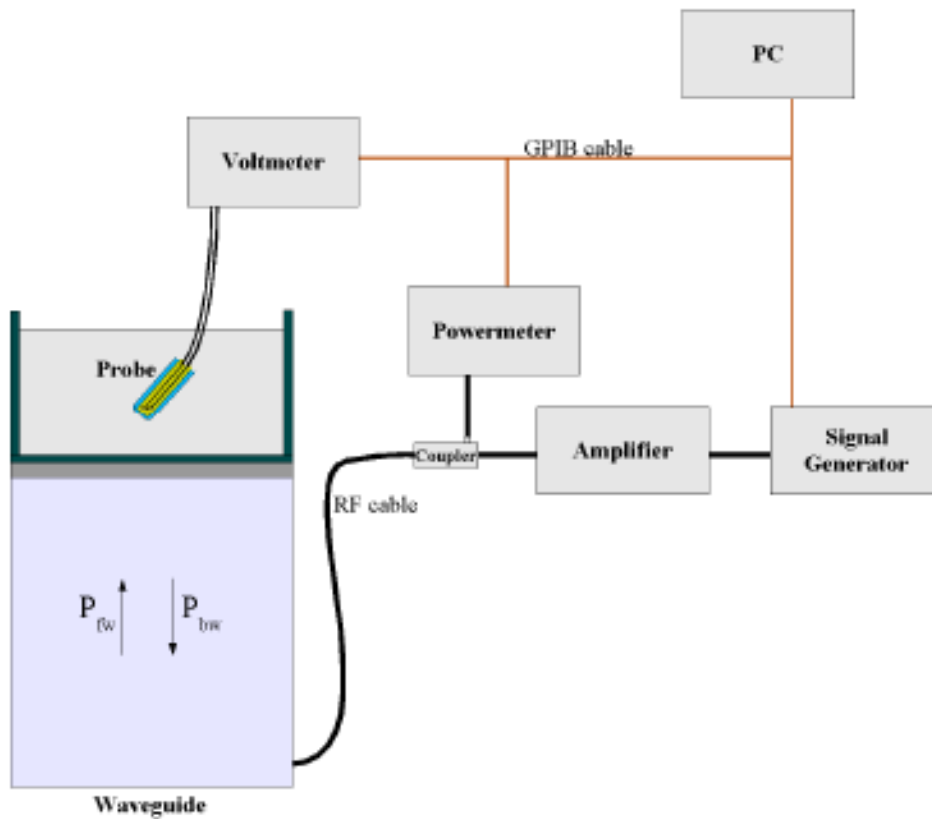 PC
GPIB cable
Voltmeter
Powermeter
Probe
Coupler
Amplifier
Signal
Generator
RF cable
P fw
P bw
Waveguide